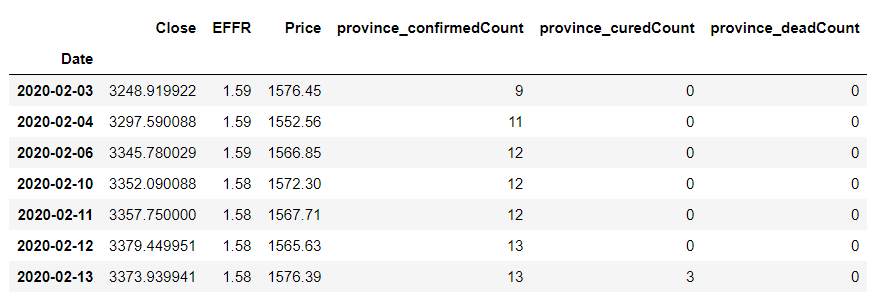 Close EFFR Price province_confirmedCount province_curedCount province_deadCount
Date
2020-02-03 3248.919922 1.59 1576.45 9 0 0
2020-02-04 3297.590088 1.59 1552.56 11 0 0
2020-02-06 3345.780029 1.59 1566.85 12 0 0
2020-02-10 3352.090088 1.58 1572.30 12 0 0
2020-02-11 3357.750000 1.58 1567.71 12 0 0
2020-02-12 3379.449951 1.58 1565.63 13 0 0
2020-02-13 3373.939941 1.58 1576.39 13 3 0